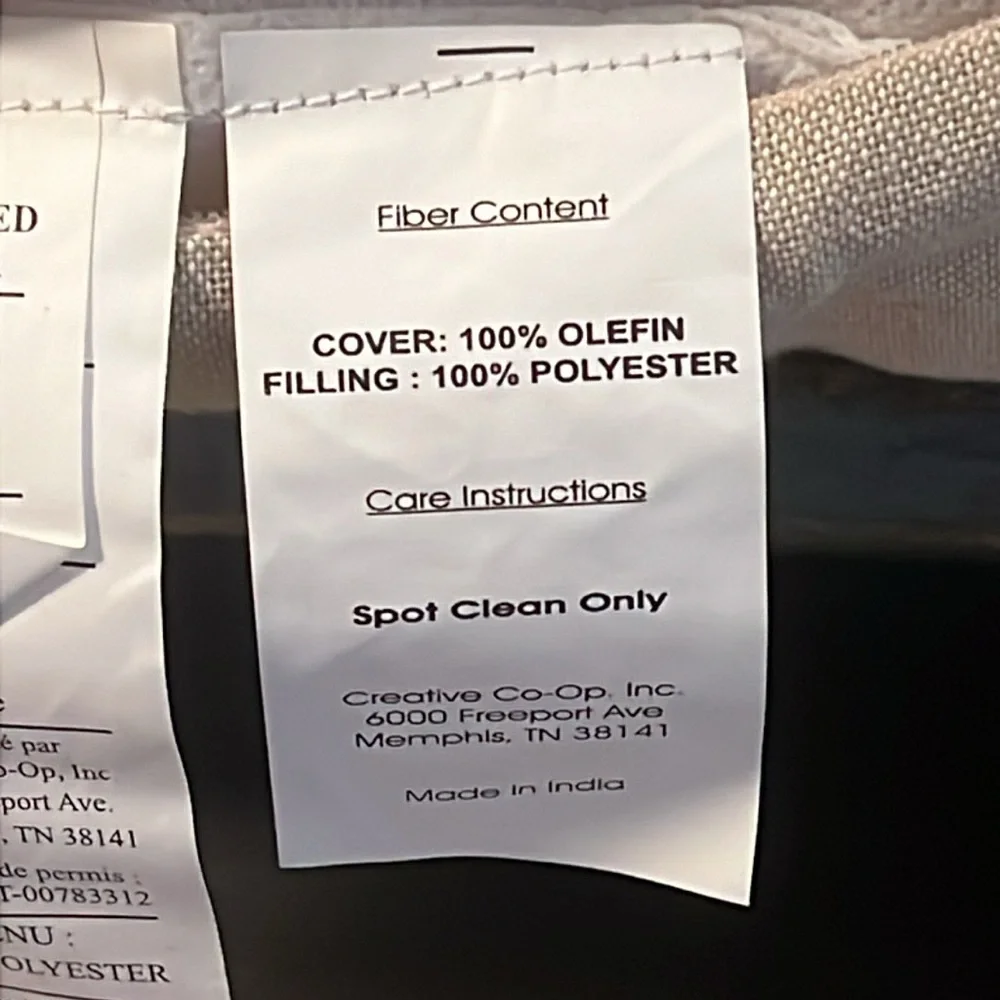 Fiber Content
COVER: 100% OLEFIN
FILLING : 100% POLYESTER
Care Instructions
Spot Clean Only
Creative Co-Op, Inc.
6000 Freeport Ave
Memphis, TN 38141
Made in India
ED
é par
o-Op, Inc
port Ave.
, TN 38141
de permis :
T-00783312
ENU :
OLYESTER